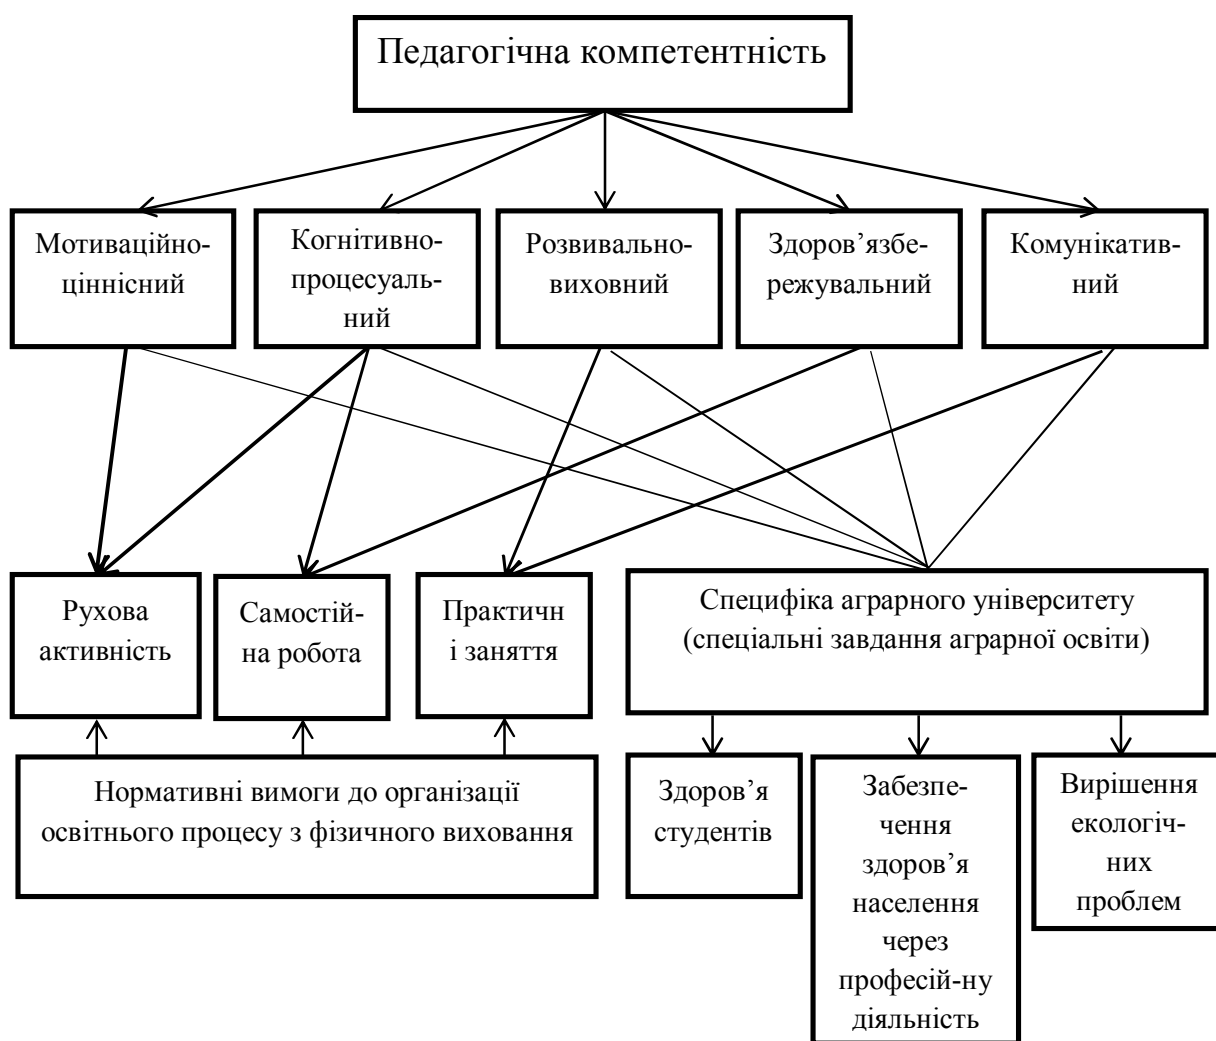 Педагогічна компетентність
Мотиваційно-
ціннісний
Когнітивно-
процесуаль-
ний
Розвивально-
виховний
Здоров’язбе-
режувальний
Комунікатив-
ний
Рухова
активність
Самостій-
на робота
Практичн
і заняття
Специфіка аграрного університету
(спеціальні завдання аграрної освіти)
Нормативні вимоги до організації
освітнього процесу з фізичного виховання
Здоров’я
студентів
Забезпе-
чення
здоров’я
населення
через
професій-ну
діяльність
Вирішення
екологіч-
них
проблем